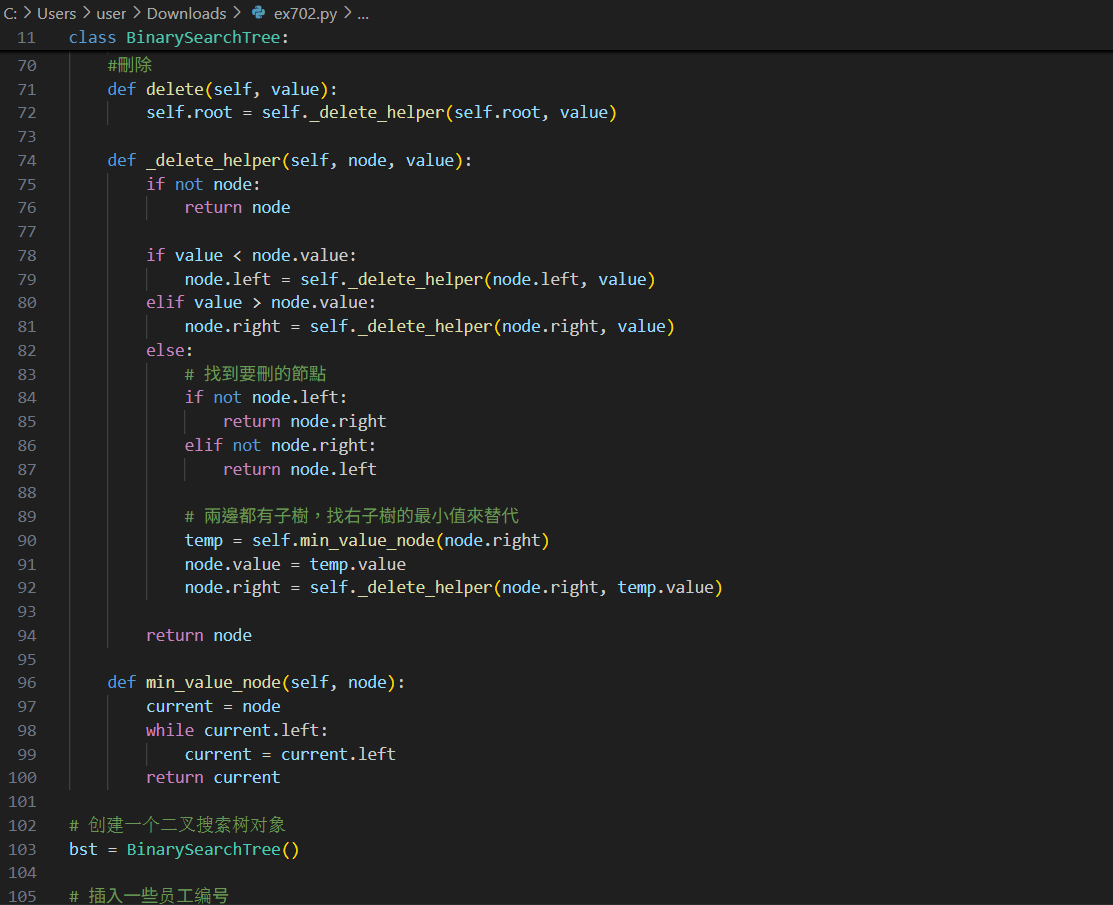 C: > Users > user > Downloads > ex702.py > ...
11 class BinarySearchTree:
70 #刪除
71 def delete(self, value):
72 self.root = self._delete_helper(self.root, value)
73
74 def _delete_helper(self, node, value):
75 if not node:
76 return node
77
78 if value < node.value:
79 node.left = self._delete_helper(node.left, value)
80 elif value > node.value:
81 node.right = self._delete_helper(node.right, value)
82 else:
83 # 找到要刪的節點
84 if not node.left:
85 return node.right
86 elif not node.right:
87 return node.left
88
89 # 兩邊都有子樹，找右子樹的最小值來替代
90 temp = self.min_value_node(node.right)
91 node.value = temp.value
92 node.right = self._delete_helper(node.right, temp.value)
93
94 return node
95
96 def min_value_node(self, node):
97 current = node
98 while current.left:
99 current = current.left
100 return current
101
102 # 创建一个二叉搜索树对象
103 bst = BinarySearchTree()
104
105 # 插入一些员工编号